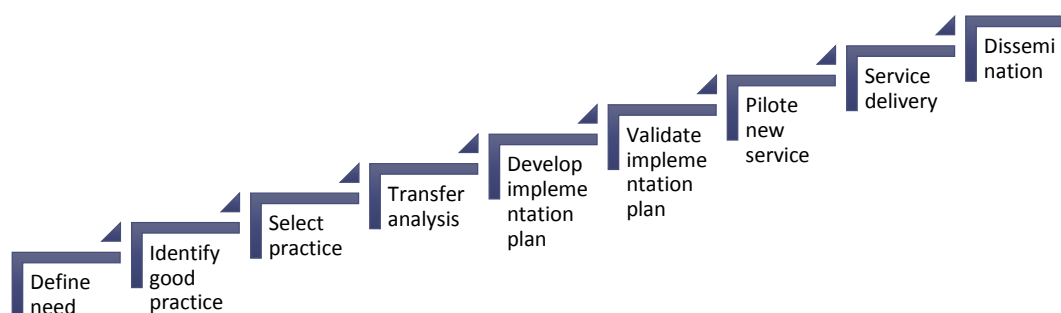 Define
need
Identify
good
practice
Select
practice
Transfer
analysis
Develop
impleme
ntation
plan
Validate
impleme
ntation
plan
Pilote
new
service
Service
delivery
Dissemi
nation